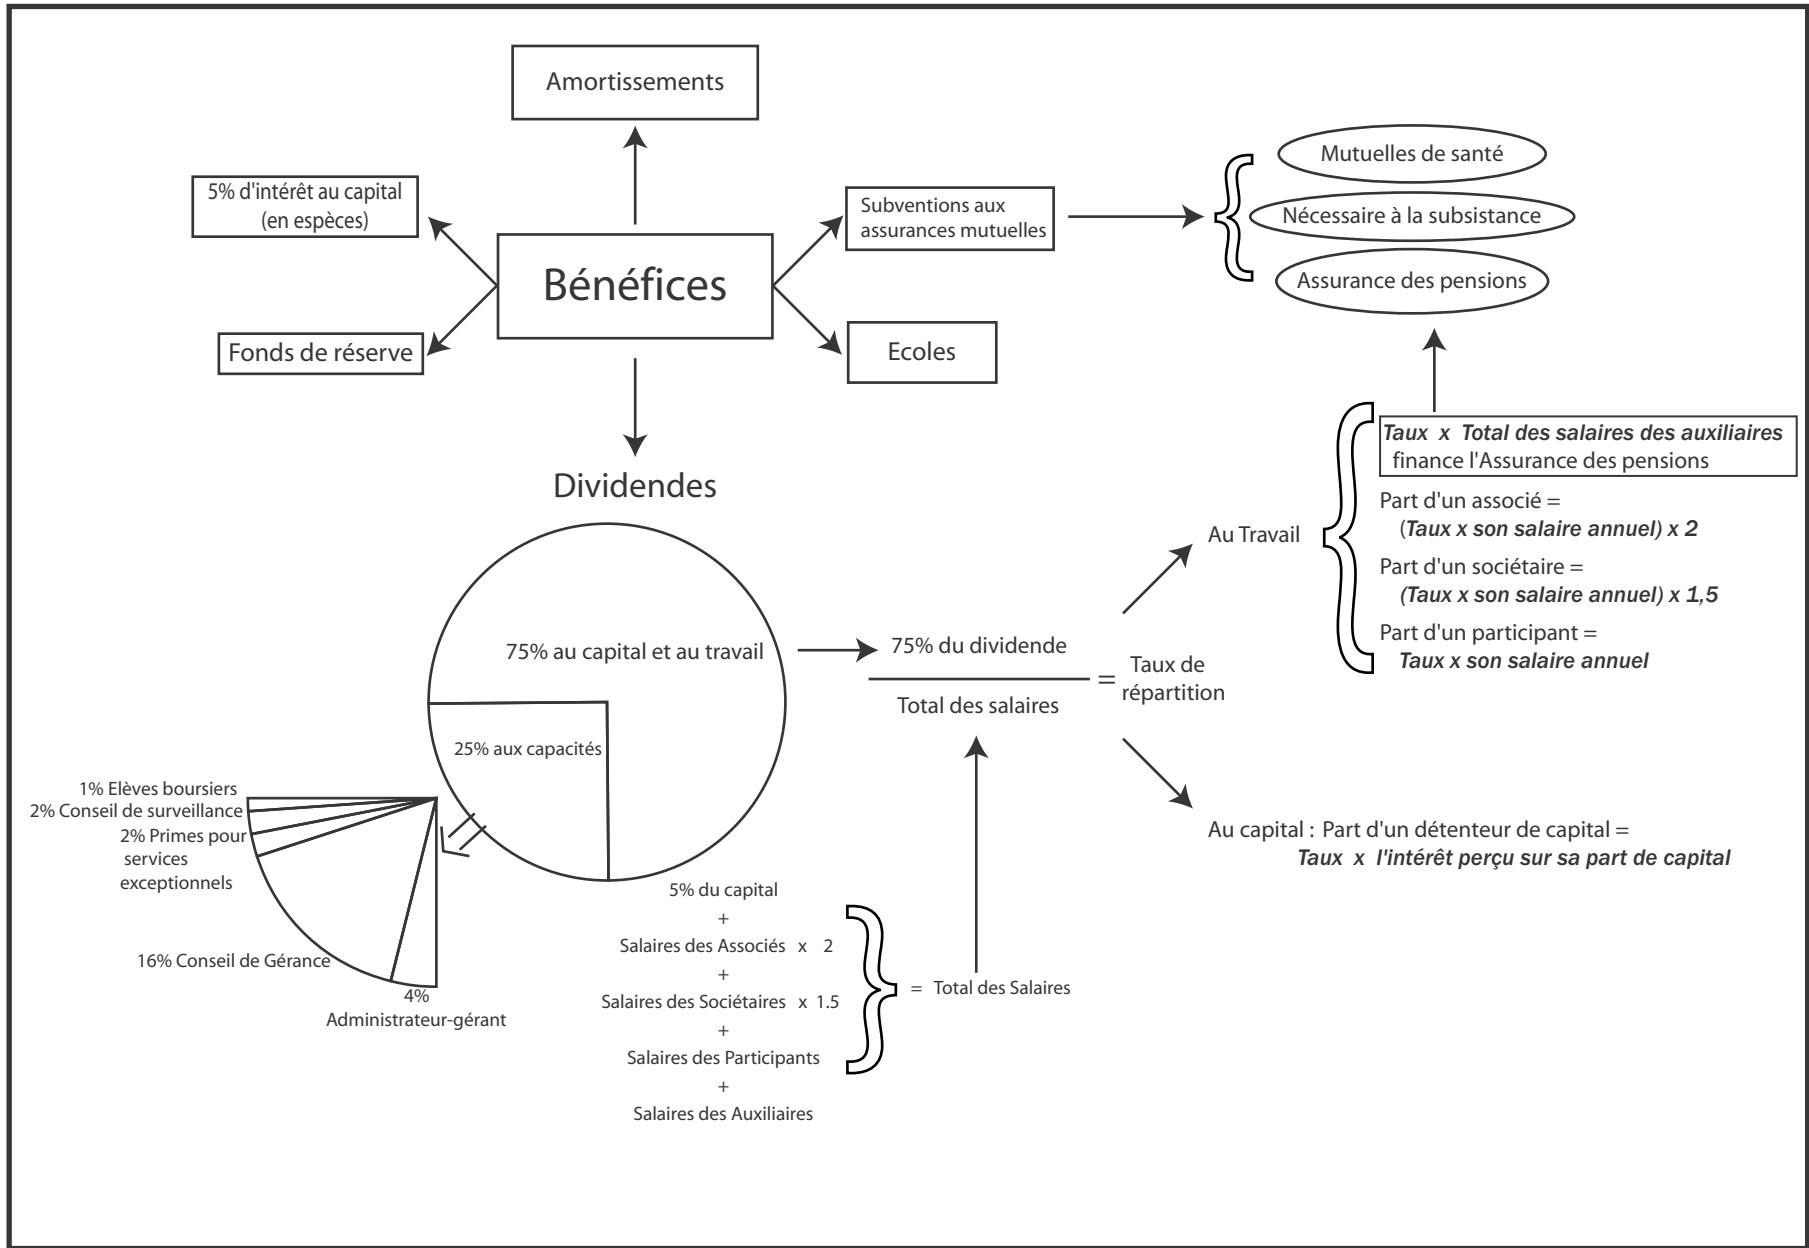 Amortissements
5% d'intérêt au capital
(en espèces)
Subventions aux
assurances mutuelles
Mutuelles de santé
Nécessaire à la subsistance
Assurance des pensions
Bénéfices
Fonds de réserve
Ecoles
Dividendes
75% au capital et au travail
25% aux capacités
1% Elèves boursiers
2% Conseil de surveillance
2% Primes pour
services
exceptionnels
16% Conseil de Gérance
4%
Administrateur-gérant
75% du dividende
Total des salaires
=
Taux de
répartition
Au Travail
Taux x Total des salaires des auxiliaires
finance l'Assurance des pensions
Part d'un associé =
(Taux x son salaire annuel) x 2
Part d'un sociétaire =
(Taux x son salaire annuel) x 1,5
Part d'un participant =
Taux x son salaire annuel
Au capital : Part d'un détenteur de capital =
Taux x l'intérêt perçu sur sa part de capital
5% du capital
+
Salaires des Associés x 2
+
Salaires des Sociétaires x 1.5
+
Salaires des Participants
+
Salaires des Auxiliaires
= Total des Salaires